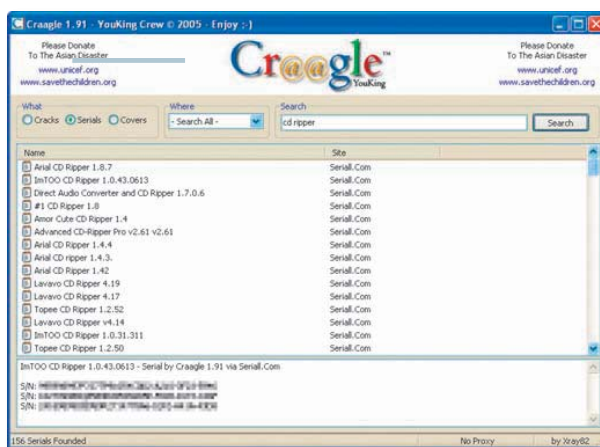 Craagle 1.91 - YouKing Crew © 2005 - Enjoy :-)
Please Donate
To The Asian Disaster
www.unicef.org
www.savethechildren.org
Cr@@gle™
YouKing
Please Donate
To The Asian Disaster
www.unicef.org
www.savethechildren.org
What
Cracks Serials Covers
Where
- Search All -
Search
cd ripper
Search
Name Site
Arial CD Ripper 1.8.7 Seriall.Com
ImTOO CD Ripper 1.0.43.0613 Seriall.Com
Direct Audio Converter and CD Ripper 1.7.0.6 Seriall.Com
#1 CD Ripper 1.8 Seriall.Com
Amor Cute CD Ripper 1.4 Seriall.Com
Advanced CD-Ripper Pro v2.61 v2.61 Seriall.Com
Arial CD Ripper 1.4.4 Seriall.Com
Arial CD ripper 1.4.3. Seriall.Com
Arial CD Ripper 1.42 Seriall.Com
Lavavo CD Ripper 4.19 Seriall.Com
Lavavo CD Ripper 4.17 Seriall.Com
Topee CD Ripper 1.2.52 Seriall.Com
Lavavo CD Ripper v4.14 Seriall.Com
ImTOO CD Ripper 1.0.31.311 Seriall.Com
Topee CD Ripper 1.2.50 Seriall.Com
ImTOO CD Ripper 1.0.43.0613 - Serial by Craagle 1.91 via Seriall.Com
S/N:
S/N:
S/N:
156 Serials Founded No Proxy by Xray82